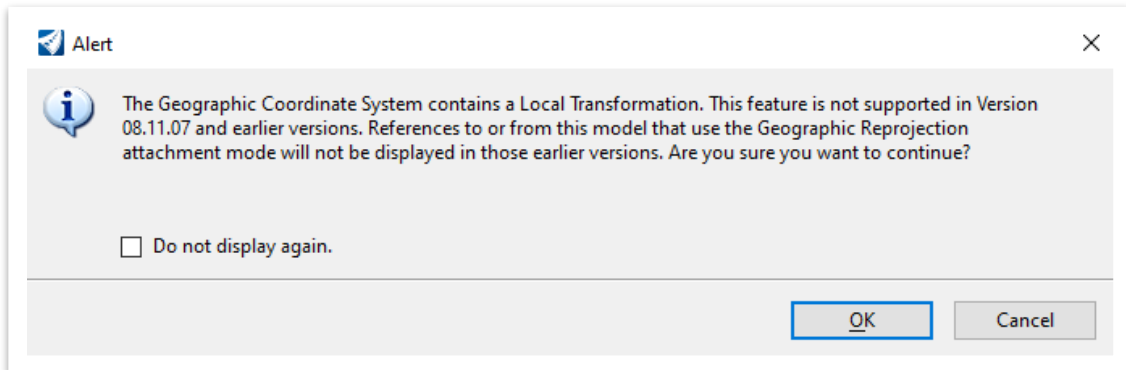 Alert
The Geographic Coordinate System contains a Local Transformation. This feature is not supported in Version
08.11.07 and earlier versions. References to or from this model that use the Geographic Reprojection
attachment mode will not be displayed in those earlier versions. Are you sure you want to continue?
Do not display again.
OK
Cancel